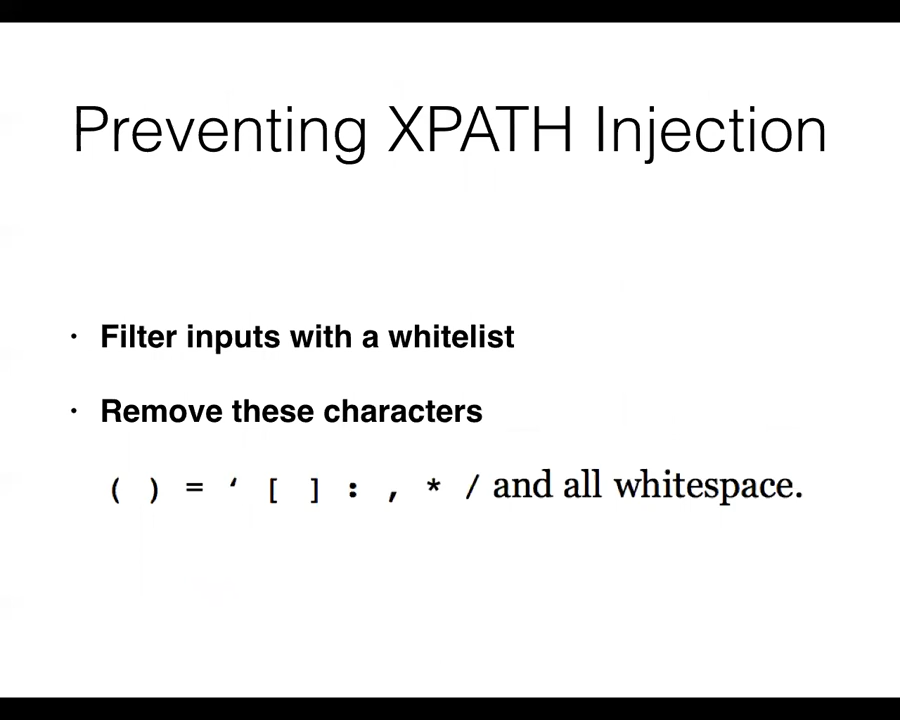 Preventing XPATH Injection
• Filter inputs with a whitelist
• Remove these characters
( ) = ‘ [ ] : , * / and all whitespace.